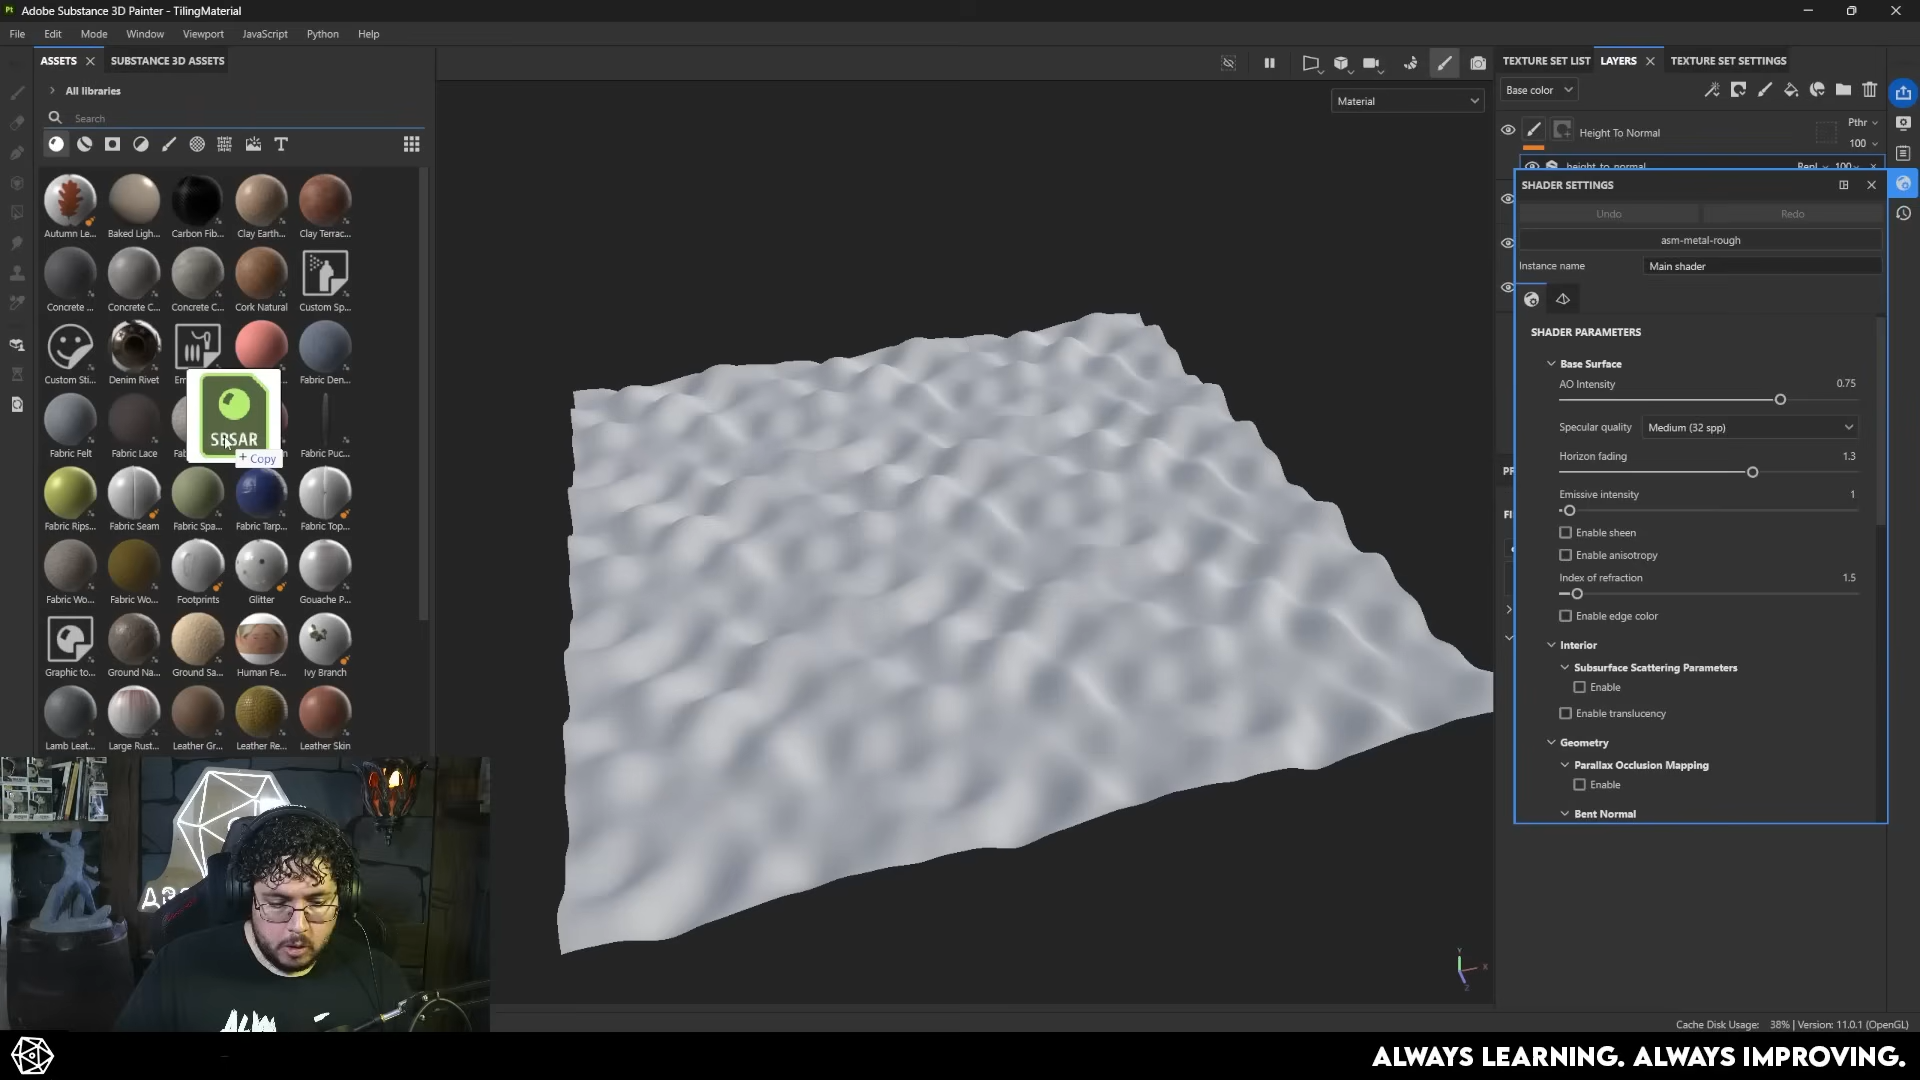 Adobe Substance 3D Painter - TilingMaterial
File Edit Mode Window Viewport JavaScript Python Help
ASSETS
SUBSTANCE 3D ASSETS
All libraries
Search
Autumn Le... Baked Ligh... Carbon Fib... Clay Earth... Clay Terrac...
Concrete ... Concrete C... Concrete C... Cork Natural Custom Sp...
Custom Sti... Denim Rivet Em Fabric Den...
SBSAR
+ Copy
Fabric Felt Fabric Lace Fabric Puc...
Fabric Rips... Fabric Seam Fabric Spa... Fabric Tarp... Fabric Top...
Fabric Wo... Fabric Wo... Footprints Glitter Gouache P...
Graphic to... Ground Na... Ground Sa... Human Fe... Ivy Branch
Lamb Leat... Large Rust... Leather Gr... Leather Re... Leather Skin
Material
TEXTURE SET LIST LAYERS TEXTURE SET SETTINGS
Base color
Height To Normal
Pthr
100
height_to_normal Repl 100
SHADER SETTINGS
Undo Redo
asm-metal-rough
Instance name Main shader
SHADER PARAMETERS
Base Surface
AO Intensity 0.75
Specular quality Medium (32 spp)
Horizon fading 1.3
Emissive intensity 1
Enable sheen
Enable anisotropy
Index of refraction 1.5
Enable edge color
Interior
Subsurface Scattering Parameters
Enable
Enable translucency
Geometry
Parallax Occlusion Mapping
Enable
Bent Normal
Y
X
Z
Cache Disk Usage: 38% | Version: 11.0.1 (OpenGL)
ALWAYS LEARNING. ALWAYS IMPROVING.